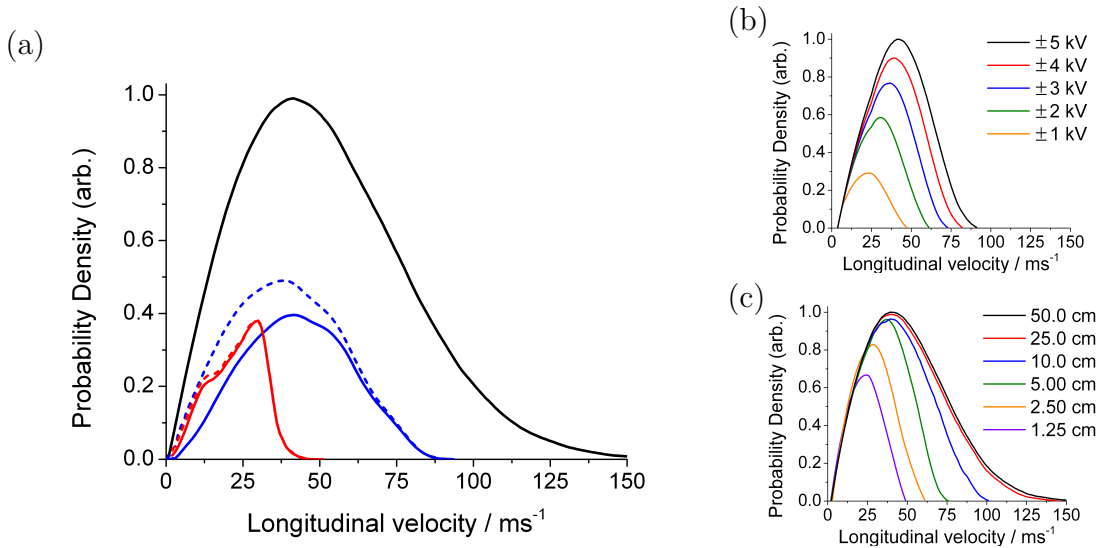 (a)
Probability Density (arb.)
1.0
0.8
0.6
0.4
0.2
0.0
0 25 50 75 100 125 150
Longitudinal velocity / ms⁻¹
(b)
Probability Density (arb.)
1.0
0.8
0.6
0.4
0.2
0.0
±5 kV
±4 kV
±3 kV
±2 kV
±1 kV
0 25 50 75 100 125 150
Longitudinal velocity / ms⁻¹
(c)
Probability Density (arb.)
1.0
0.8
0.6
0.4
0.2
0.0
50.0 cm
25.0 cm
10.0 cm
5.00 cm
2.50 cm
1.25 cm
0 25 50 75 100 125 150
Longitudinal velocity / ms⁻¹